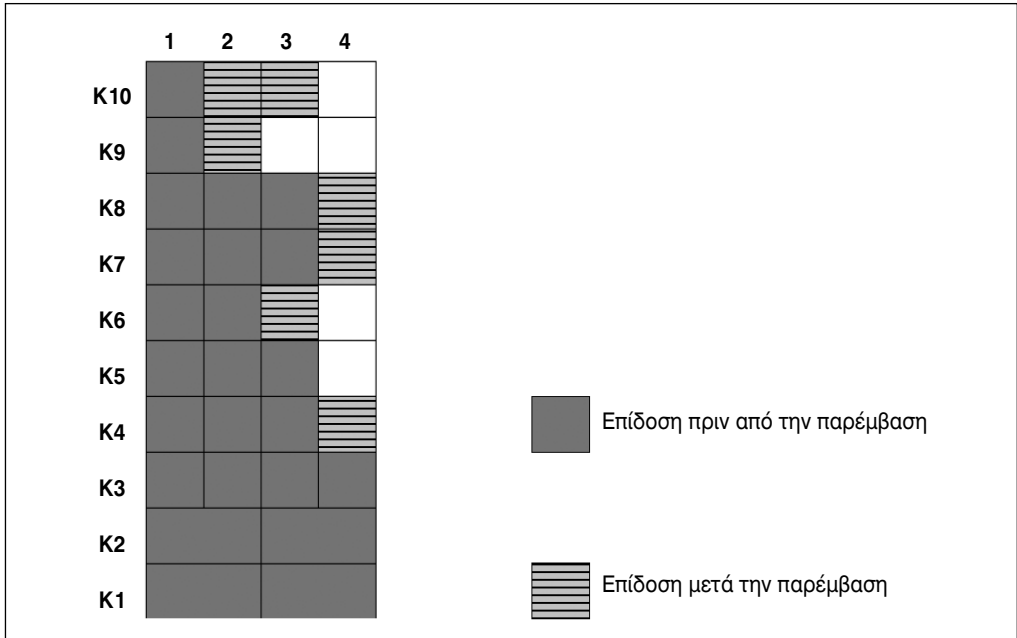 1 2 3 4
K10
K9
K8
K7
K6
K5
K4
K3
K2
K1
Επίδοση πριν από την παρέμβαση
Επίδοση μετά την παρέμβαση